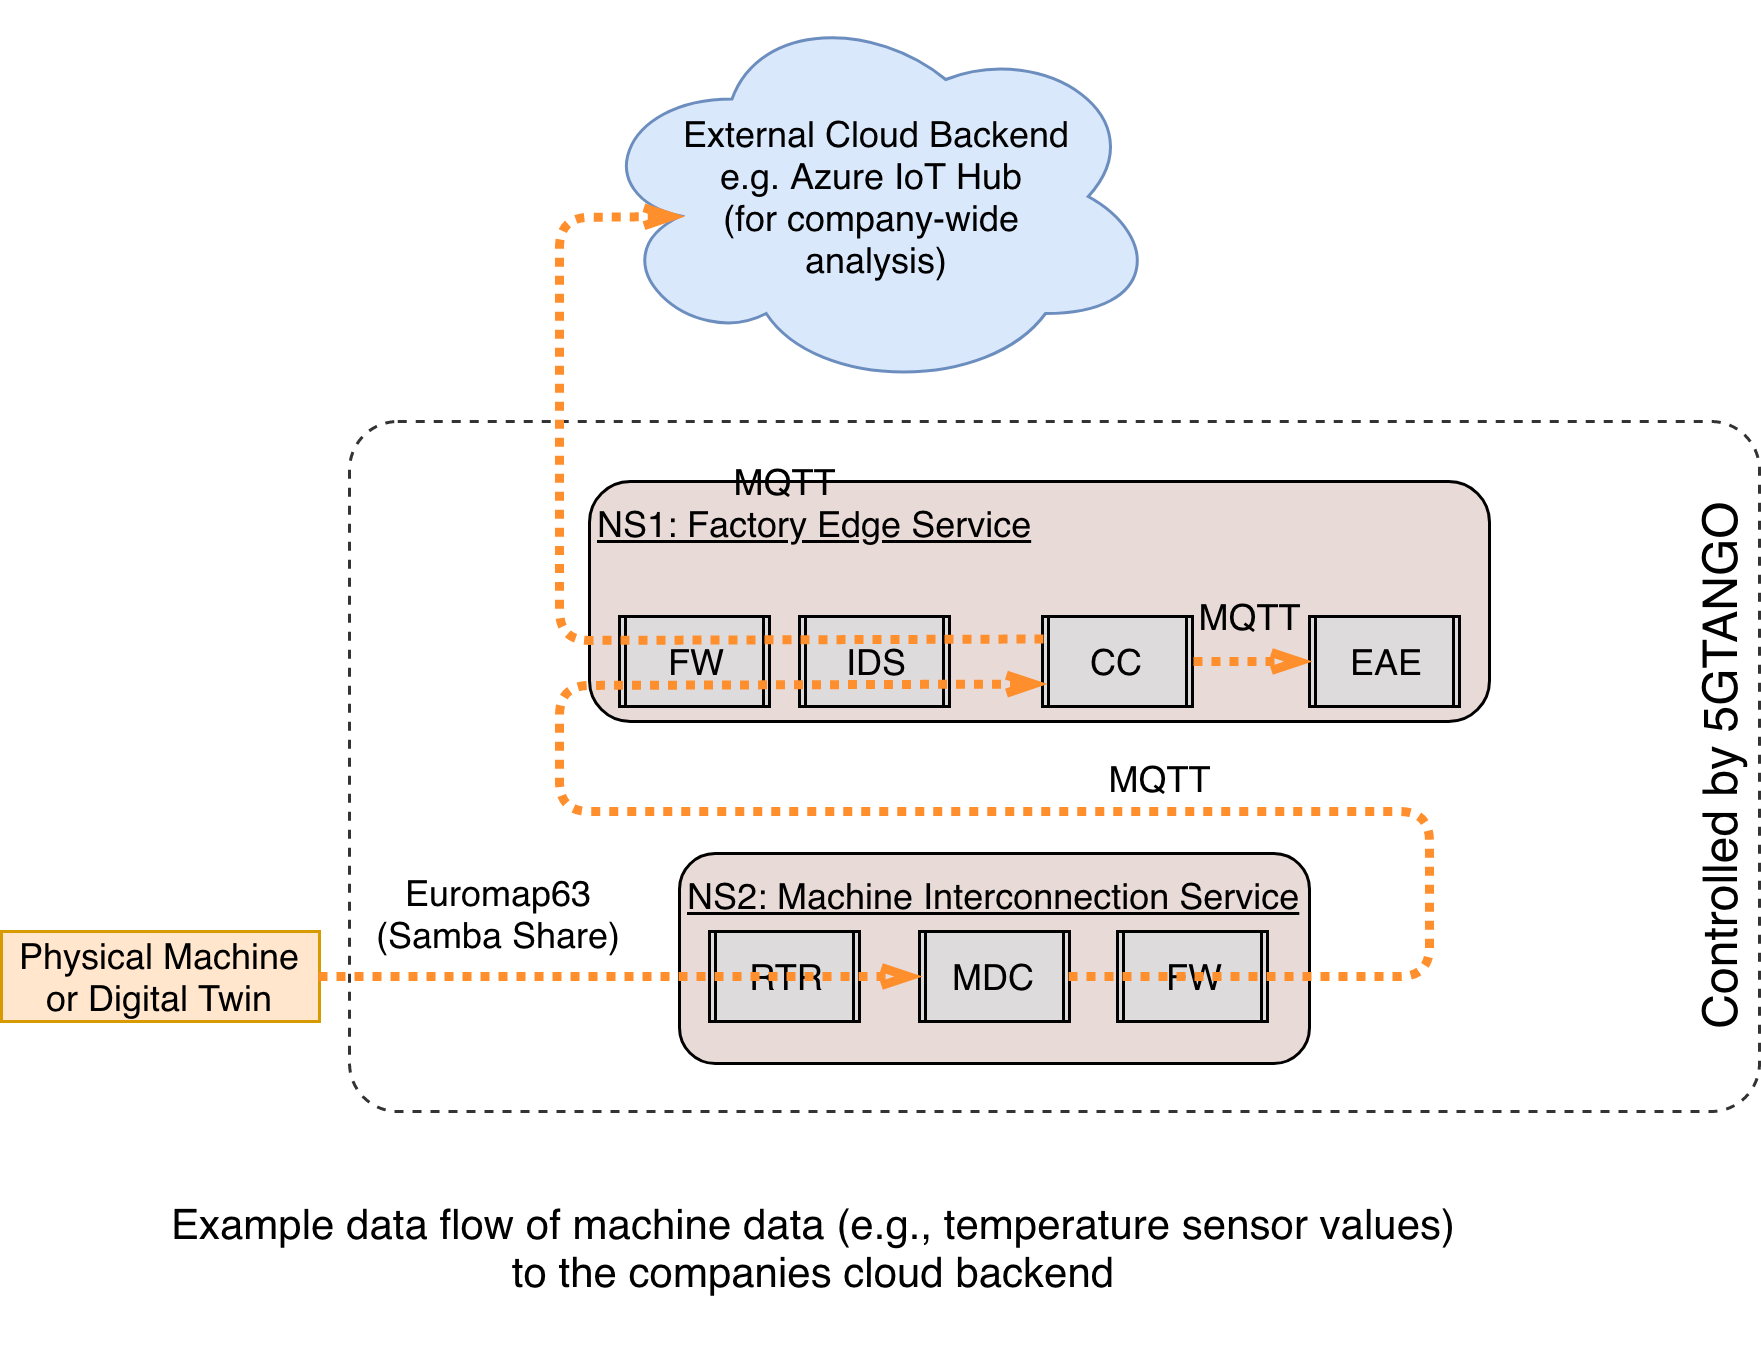 External Cloud Backend
e.g. Azure IoT Hub
(for company-wide
analysis)
MQTT
NS1: Factory Edge Service
MQTT
FW
IDS
CC
EAE
MQTT
Controlled by 5GTANGO
Euromap63
(Samba Share)
NS2: Machine Interconnection Service
Physical Machine
or Digital Twin
RTR
MDC
FW
Example data flow of machine data (e.g., temperature sensor values)
to the companies cloud backend